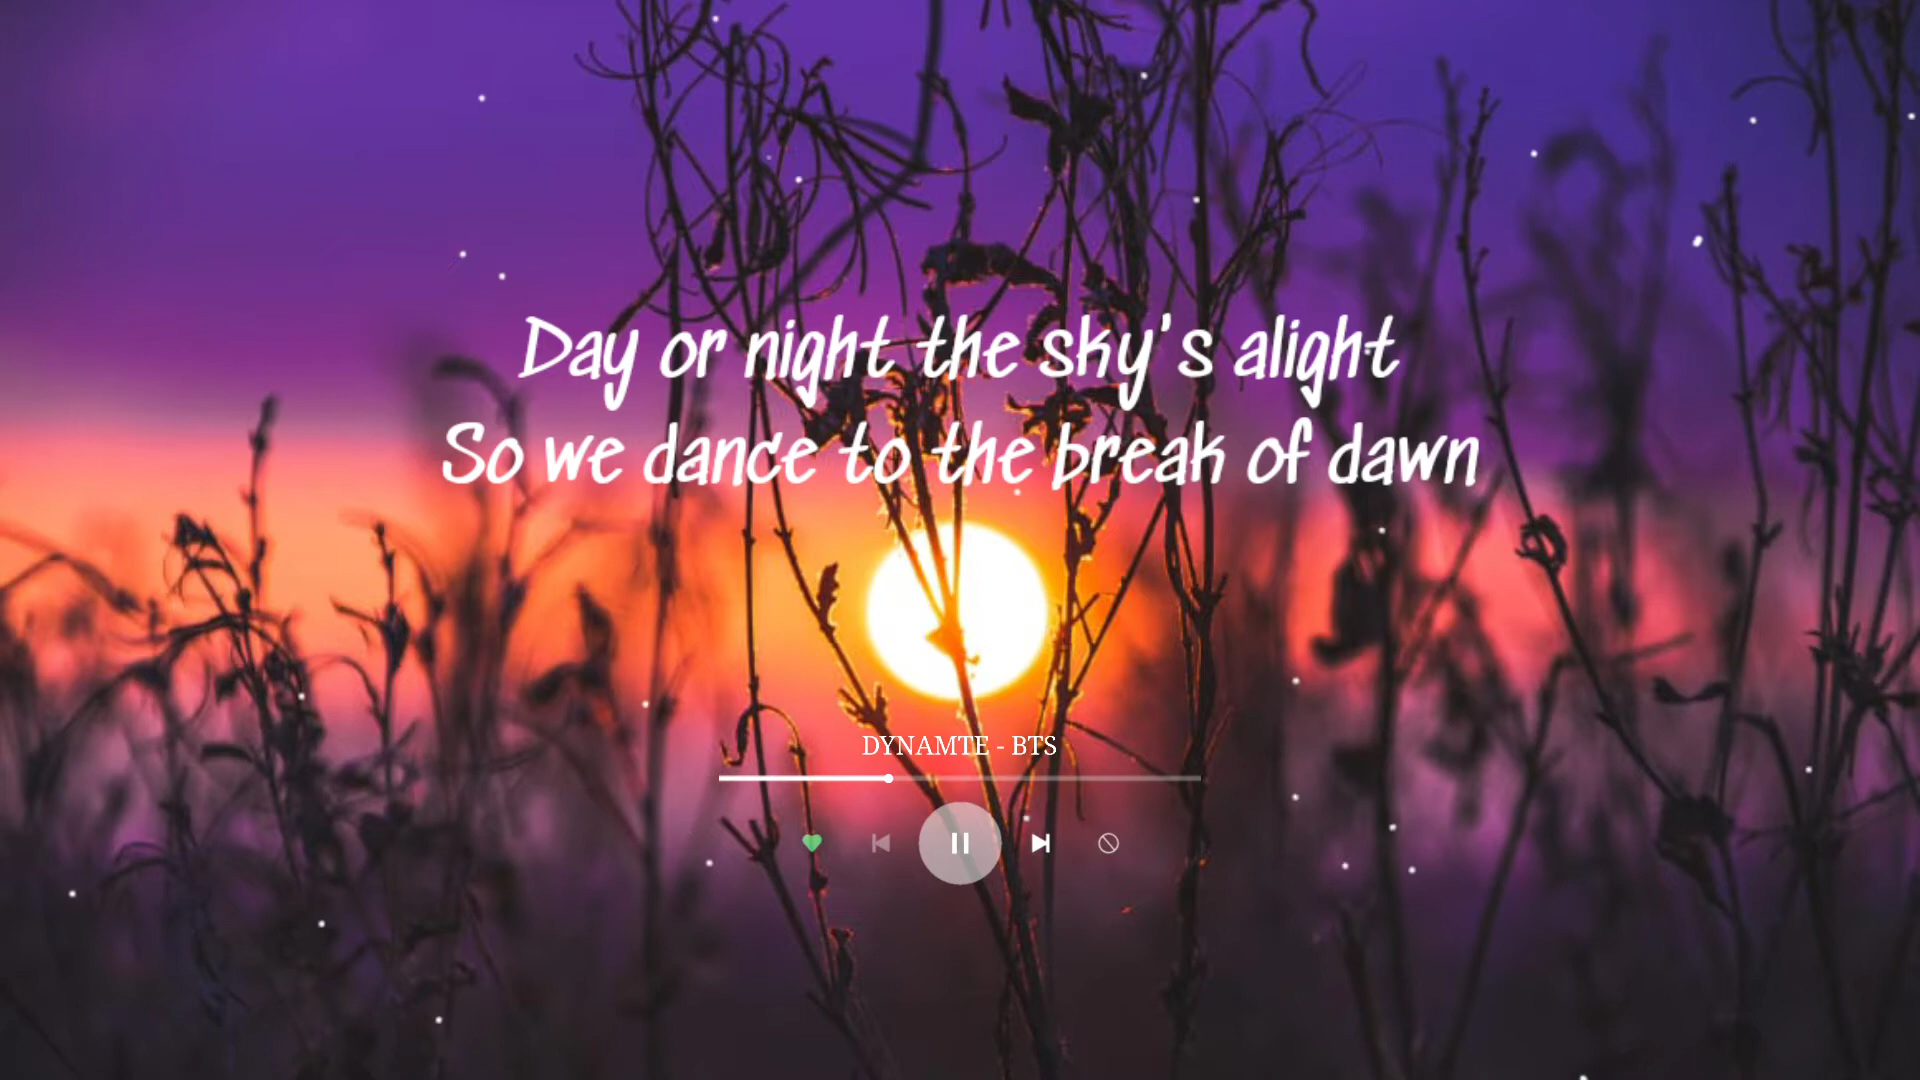 Day or night the sky's alight
So we dance to the break of dawn
DYNAMTE - BTS